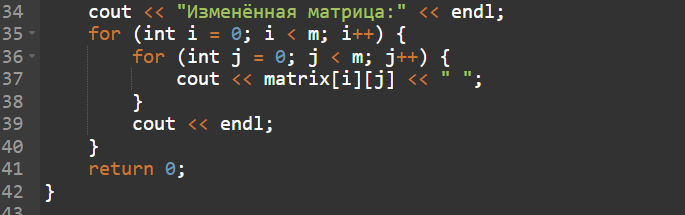 34 cout << "Изменённая матрица:" << endl;
35 for (int i = 0; i < m; i++) {
36 for (int j = 0; j < m; j++) {
37 cout << matrix[i][j] << " ";
38 }
39 cout << endl;
40 }
41 return 0;
42 }
43